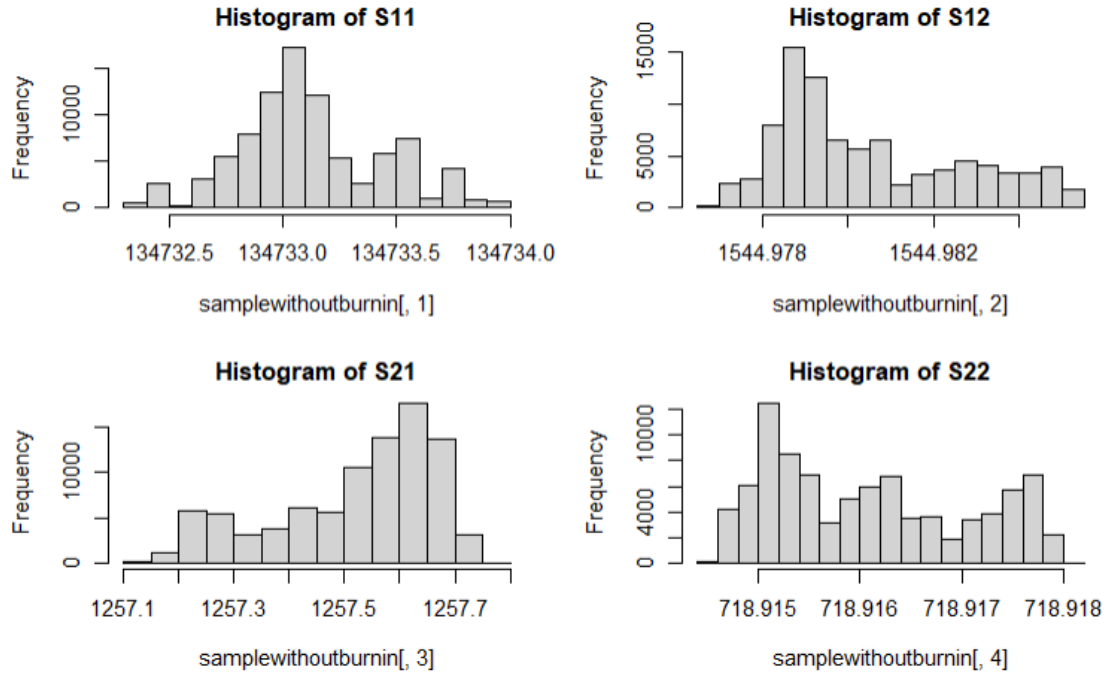 Histogram of S11
Frequency
0 10000
134732.5 134733.0 134733.5 134734.0
samplewithoutburnin[, 1]
Histogram of S12
Frequency
0 5000 15000
1544.978 1544.982
samplewithoutburnin[, 2]
Histogram of S21
Frequency
0 10000
1257.1 1257.3 1257.5 1257.7
samplewithoutburnin[, 3]
Histogram of S22
Frequency
0 4000 10000
718.915 718.916 718.917 718.918
samplewithoutburnin[, 4]